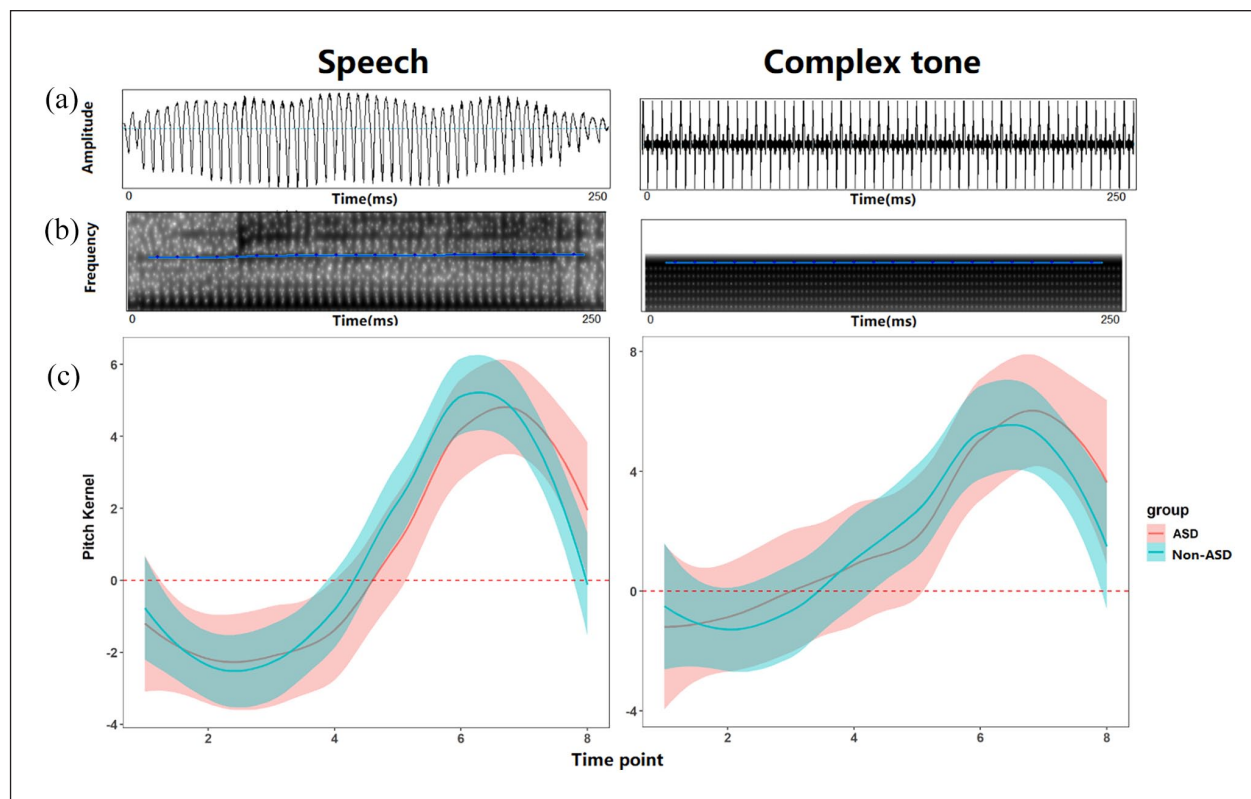 Speech
Complex tone
(a)
Amplitude
0
Time(ms)
250
0
Time(ms)
250
(b)
Frequency
0
Time(ms)
250
0
Time(ms)
250
(c)
Pitch Kernel
6
4
2
0
-2
-4
2
4
6
8
8
4
0
-4
2
4
6
8
Time point
group
ASD
Non-ASD